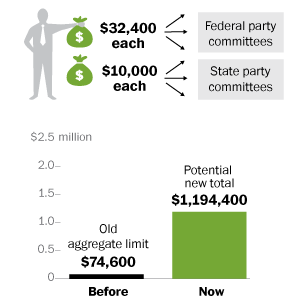 $
$32,400
each
Federal party
committees
$
$10,000
each
State party
committees
$2.5 million
2.0
1.5
1.0
0.5
0
Potential
new total
$1,194,400
Old
aggregate limit
$74,600
Before
Now